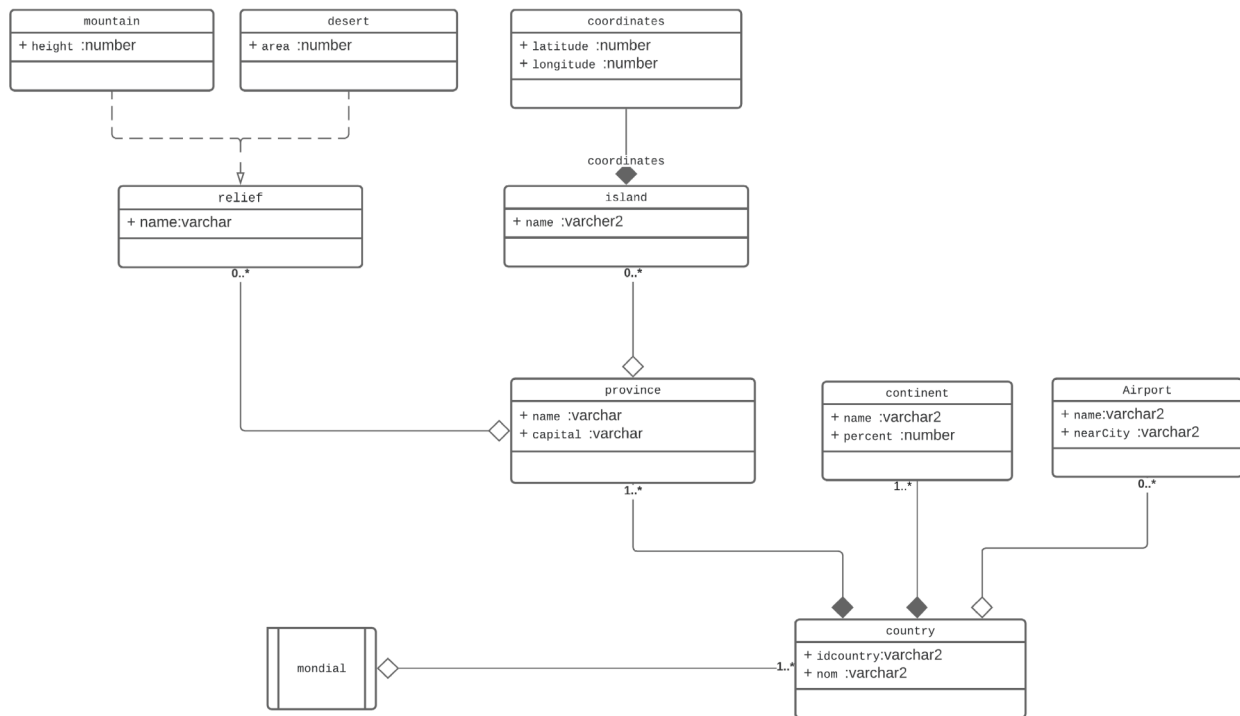 mountain
+ height :number
desert
+ area :number
coordinates
+ latitude :number
+ longitude :number
coordinates
relief
+ name:varchar
0..*
island
+ name :varcher2
0..*
province
+ name :varchar
+ capital :varchar
1..*
continent
+ name :varchar2
+ percent :number
1..*
Airport
+ name:varchar2
+ nearCity :varchar2
0..*
mondial
1..*
country
+ idcountry:varchar2
+ nom :varchar2